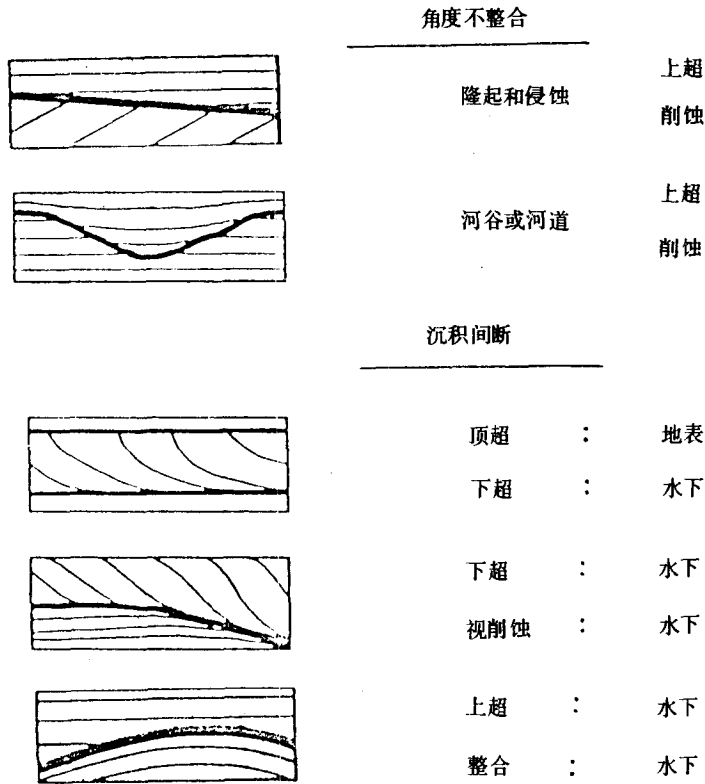 角度不整合
隆起和侵蚀 上超
削蚀
河谷或河道 上超
削蚀
沉积间断
顶超 : 地表
下超 : 水下
下超 : 水下
视削蚀 : 水下
上超 : 水下
整合 : 水下